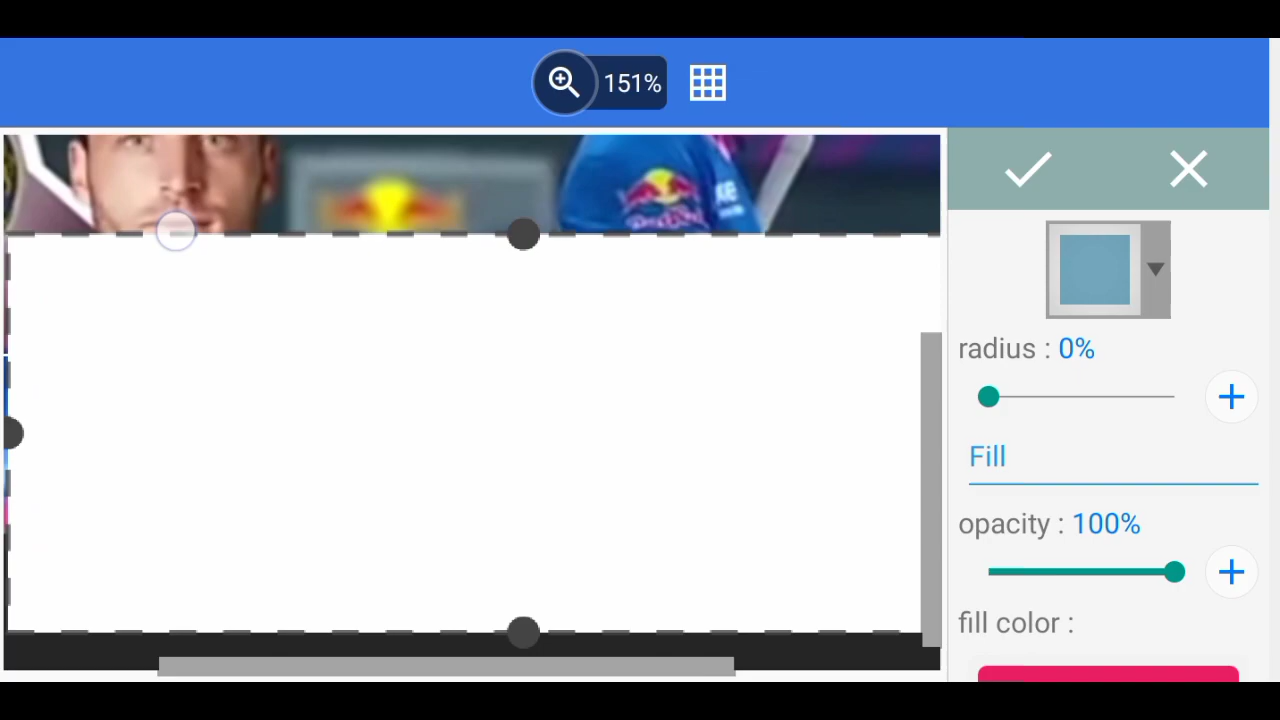 151%
radius : 0%
Fill
opacity : 100%
fill color :